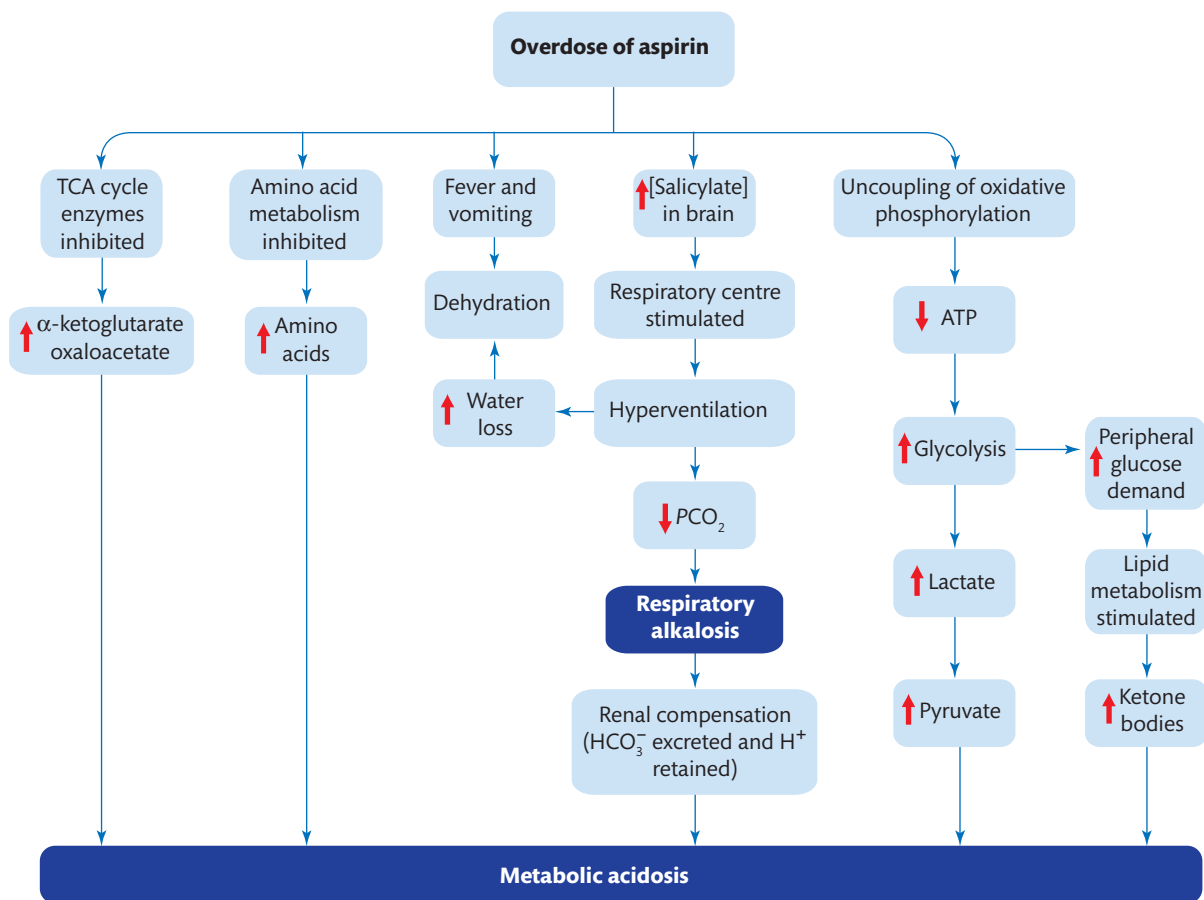 Overdose of aspirin
TCA cycle
enzymes
inhibited
Amino acid
metabolism
inhibited
Fever and
vomiting
[Salicylate]
in brain
Uncoupling of oxidative
phosphorylation
α-ketoglutarate
oxaloacetate
Amino
acids
Dehydration
Respiratory centre
stimulated
ATP
Water
loss
Hyperventilation
Glycolysis
Peripheral
glucose
demand
PCO₂
Lactate
Lipid
metabolism
stimulated
Respiratory
alkalosis
Renal compensation
(HCO₃⁻ excreted and H⁺
retained)
Pyruvate
Ketone
bodies
Metabolic acidosis